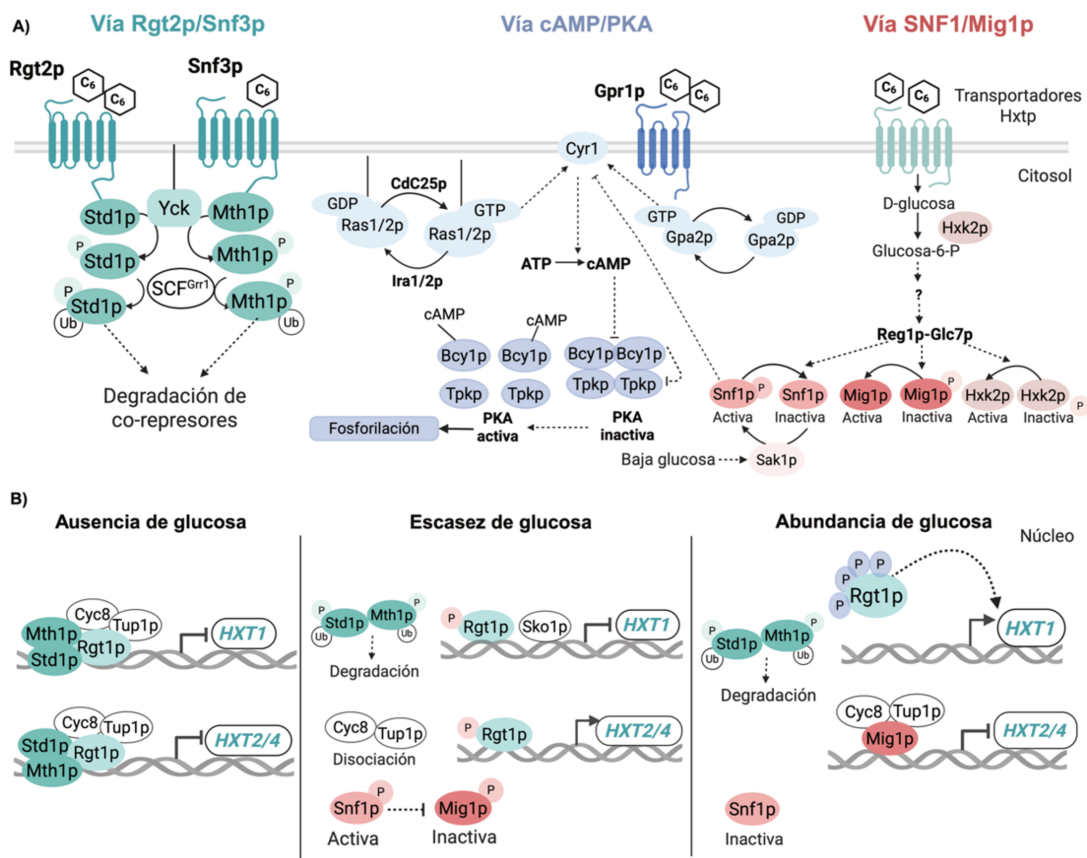 A)
Vía Rgt2p/Snf3p
Vía cAMP/PKA
Vía SNF1/Mig1p
Rgt2p
C6
C6
Snf3p
C6
Gpr1p
C6
C6
C6
C6
Transportadores
Hxtp
Cyr1
Citosol
Std1p
Yck
Mth1p
P
Std1p
Mth1p
P
SCFGrr1
P
Std1p
Ub
Mth1p
P
Ub
Degradación de
co-represores
CdC25p
GDP
Ras1/2p
GTP
Ras1/2p
Ira1/2p
ATP
cAMP
GTP
Gpa2p
GDP
Gpa2p
cAMP
cAMP
Bcy1p
Bcy1p
Bcy1p
Bcy1p
Tpkp
Tpkp
Tpkp
Tpkp
Fosforilación
PKA
activa
PKA
inactiva
D-glucosa
Hxk2p
Glucosa-6-P
?
Reg1p-Glc7p
Snf1p
P
Activa
Snf1p
Inactiva
Mig1p
Activa
Mig1p
P
Inactiva
Hxk2p
Activa
Hxk2p
P
Inactiva
Baja glucosa
Sak1p
B)
Ausencia de glucosa
Cyc8
Tup1p
Mth1p
Rgt1p
Std1p
HXT1
Cyc8
Tup1p
Std1p
Rgt1p
Mth1p
HXT2/4
Escasez de glucosa
P
Std1p
Ub
Mth1p
P
Ub
Degradación
P
Rgt1p
Sko1p
HXT1
Cyc8
Tup1p
Disociación
P
Rgt1p
HXT2/4
Snf1p
P
Activa
Mig1p
P
Inactiva
Abundancia de glucosa
Núcleo
P
P
P
P
Rgt1p
HXT1
P
Std1p
Ub
Mth1p
P
Ub
Degradación
Cyc8
Tup1p
Mig1p
HXT2/4
Snf1p
Inactiva